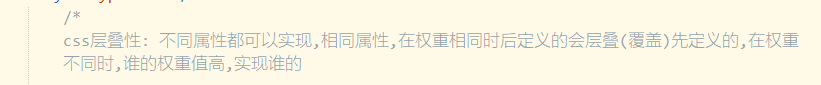 /*
css层叠性: 不同属性都可以实现,相同属性,在权重相同时后定义的会层叠(覆盖)先定义的,在权重
不同时,谁的权重值高,实现谁的